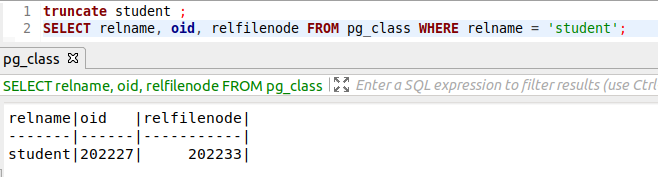 1 truncate student ;
2 SELECT relname, oid, relfilenode FROM pg_class WHERE relname = 'student';
pg_class
SELECT relname, oid, relfilenode FROM pg_class Enter a SQL expression to filter results (use Ctrl
relname|oid   |relfilenode|
-------|------|-----------|
student|202227|     202233|